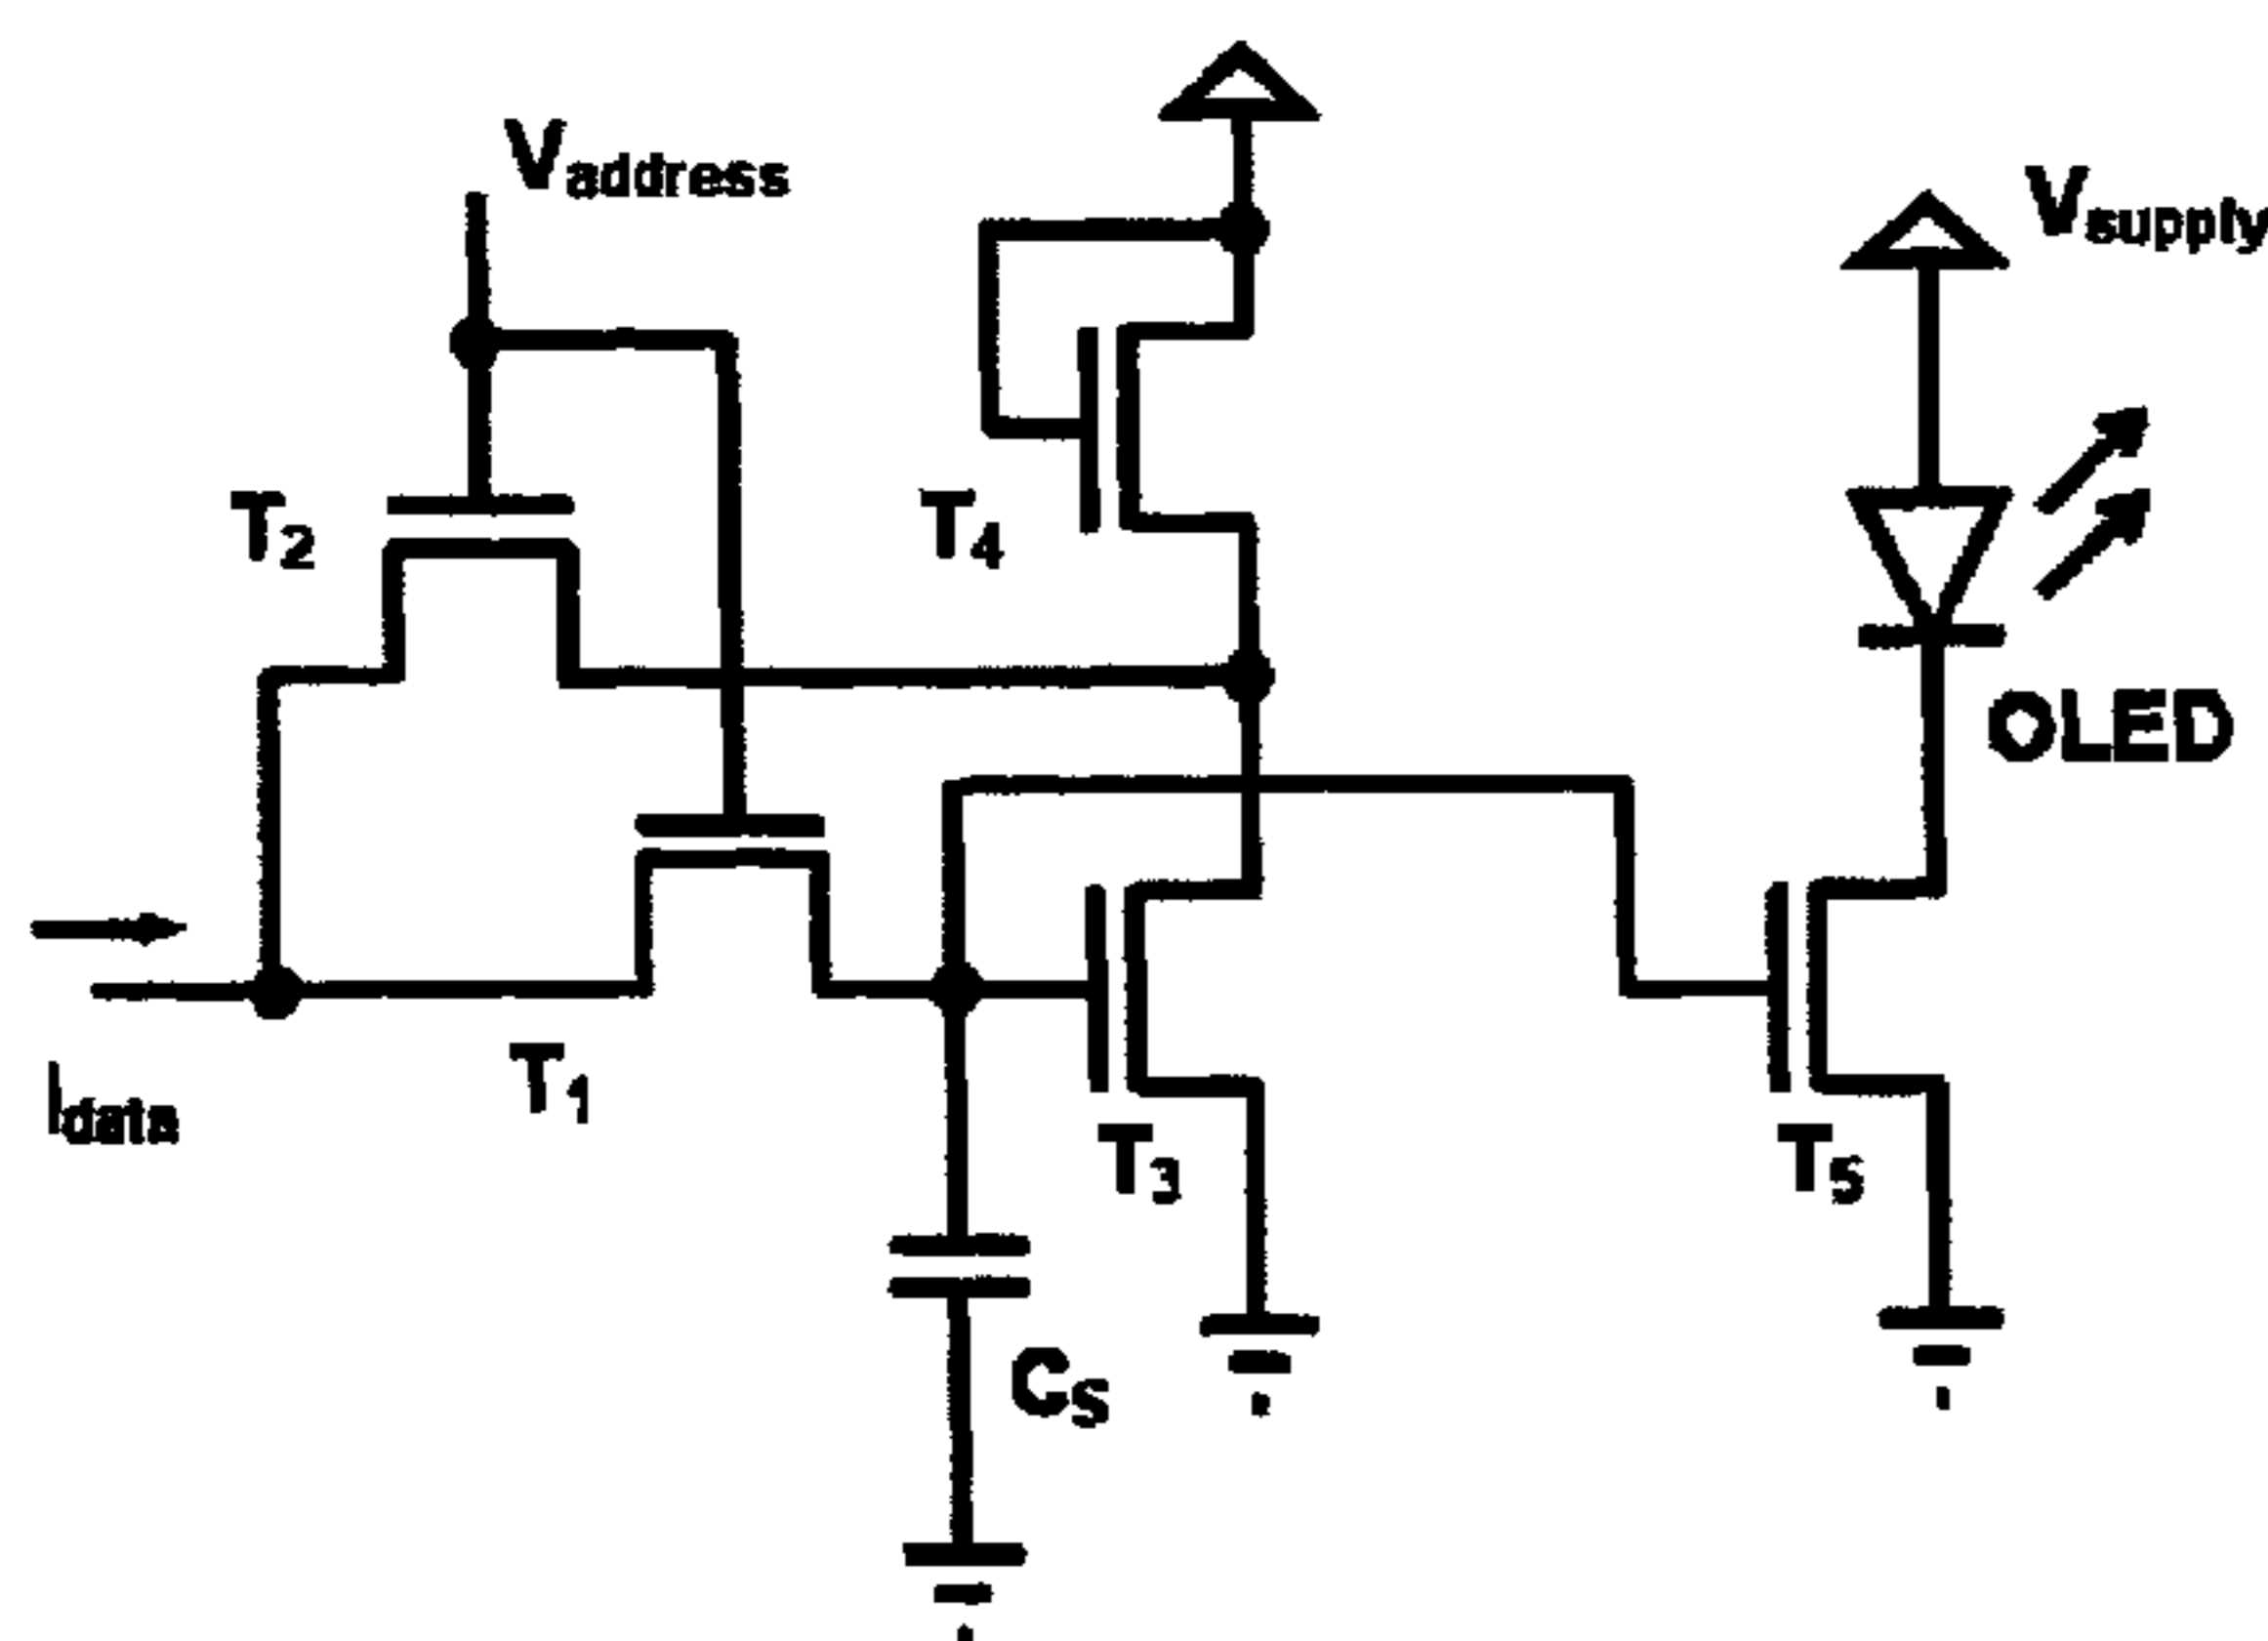 Vaddress
Vsupply
T2
T4
OLED
Idata
T1
T3
T5
CS